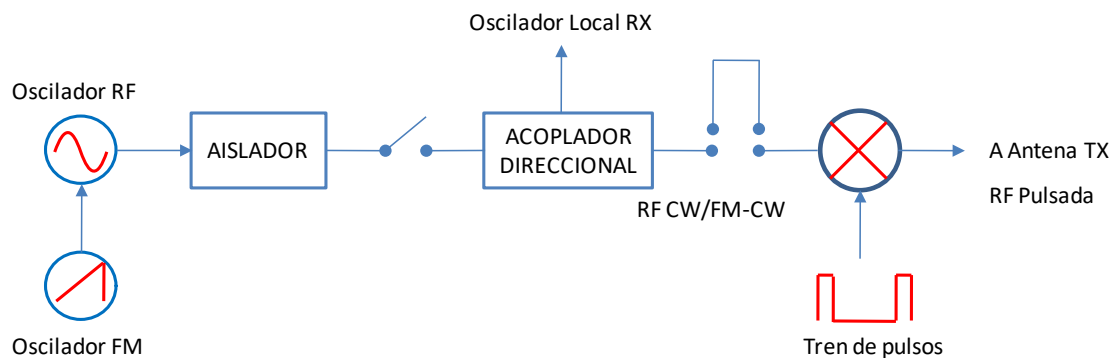 Oscilador Local RX
Oscilador RF
AISLADOR
ACOPLADOR
DIRECCIONAL
A Antena TX
RF Pulsada
RF CW/FM-CW
Oscilador FM
Tren de pulsos